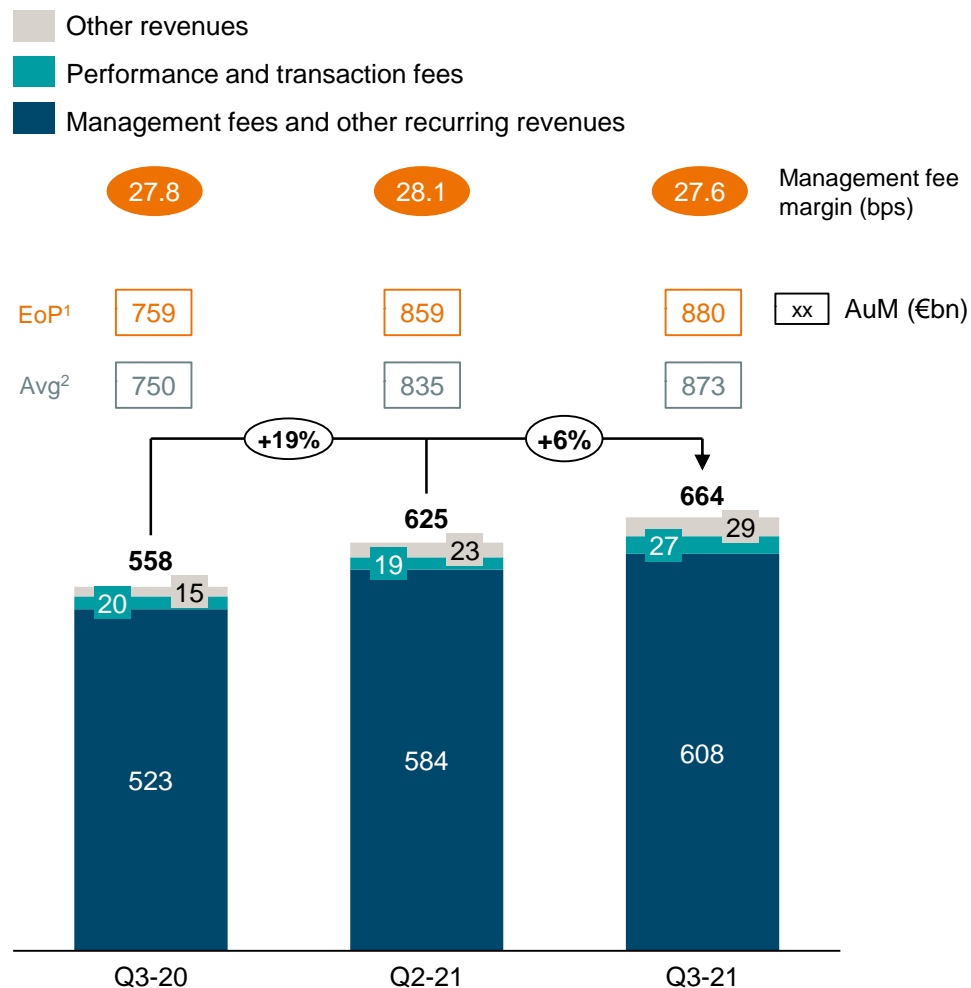 Other revenues
Performance and transaction fees
Management fees and other recurring revenues
27.8 28.1 27.6 Management fee
margin (bps)
EoP¹ 759 859 880 xx AuM (€bn)
Avg² 750 835 873
+19% +6%
664
625
558
29
27
23
19
15
20
608
584
523
Q3-20 Q2-21 Q3-21